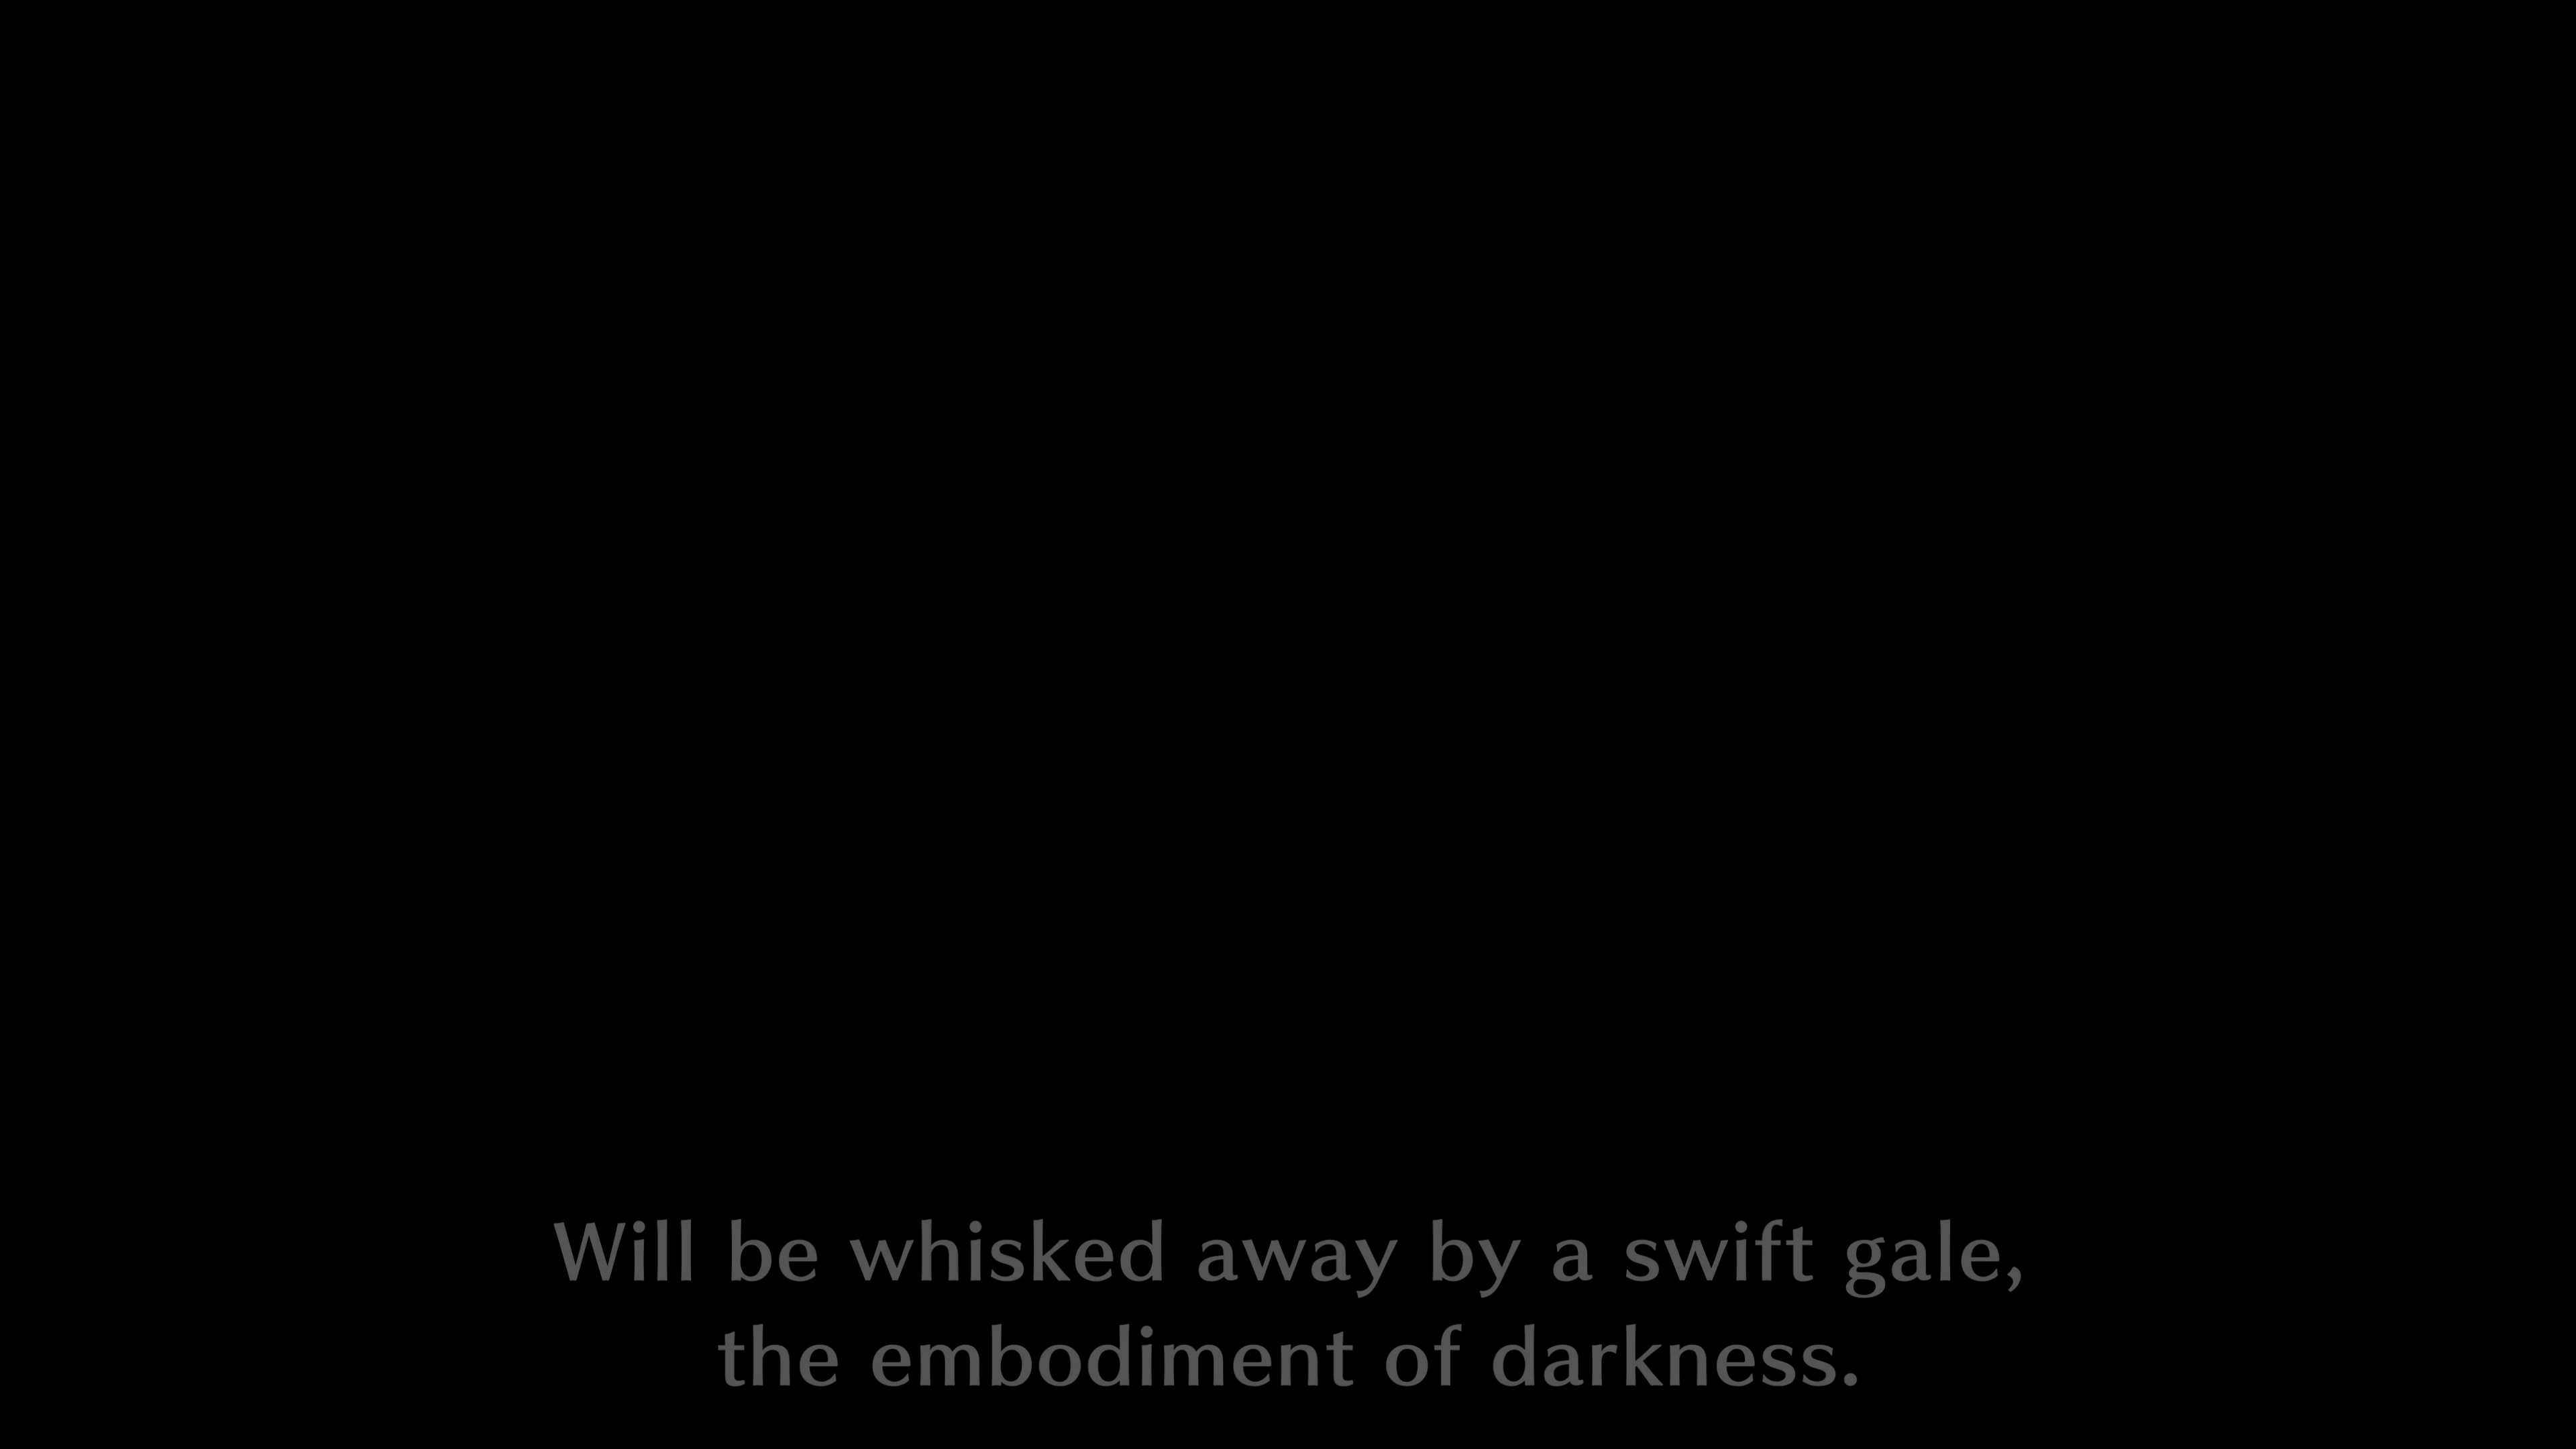 Will be whisked away by a swift gale,
the embodiment of darkness.